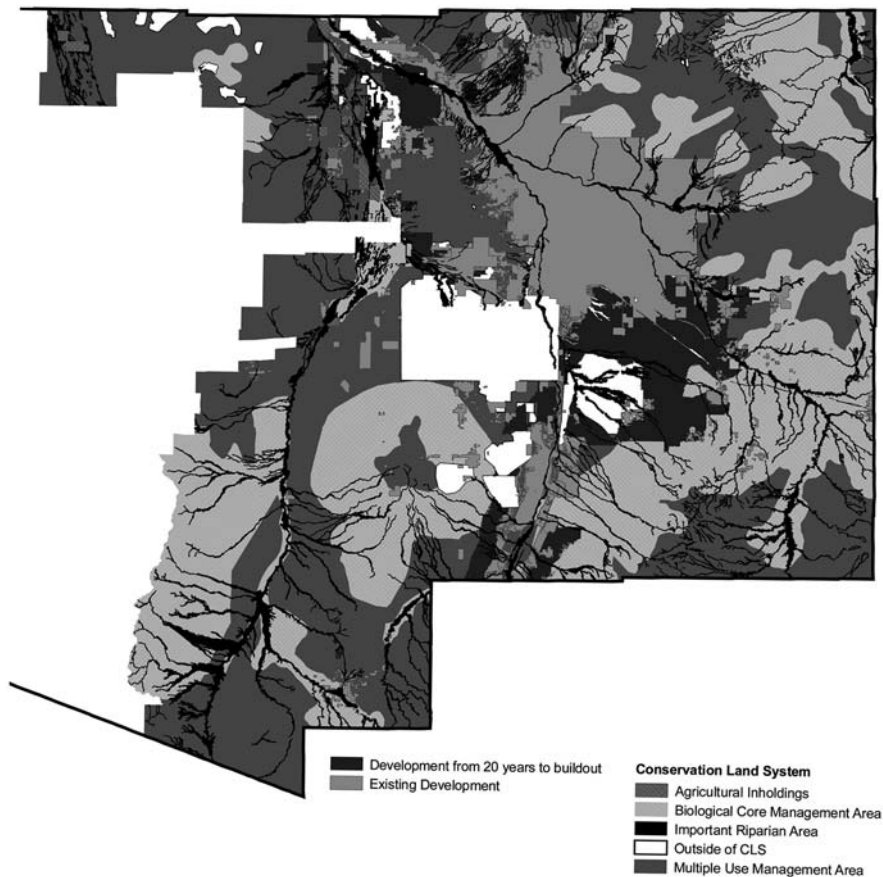 Development from 20 years to buildout
Existing Development
Conservation Land System
Agricultural Inholdings
Biological Core Management Area
Important Riparian Area
Outside of CLS
Multiple Use Management Area